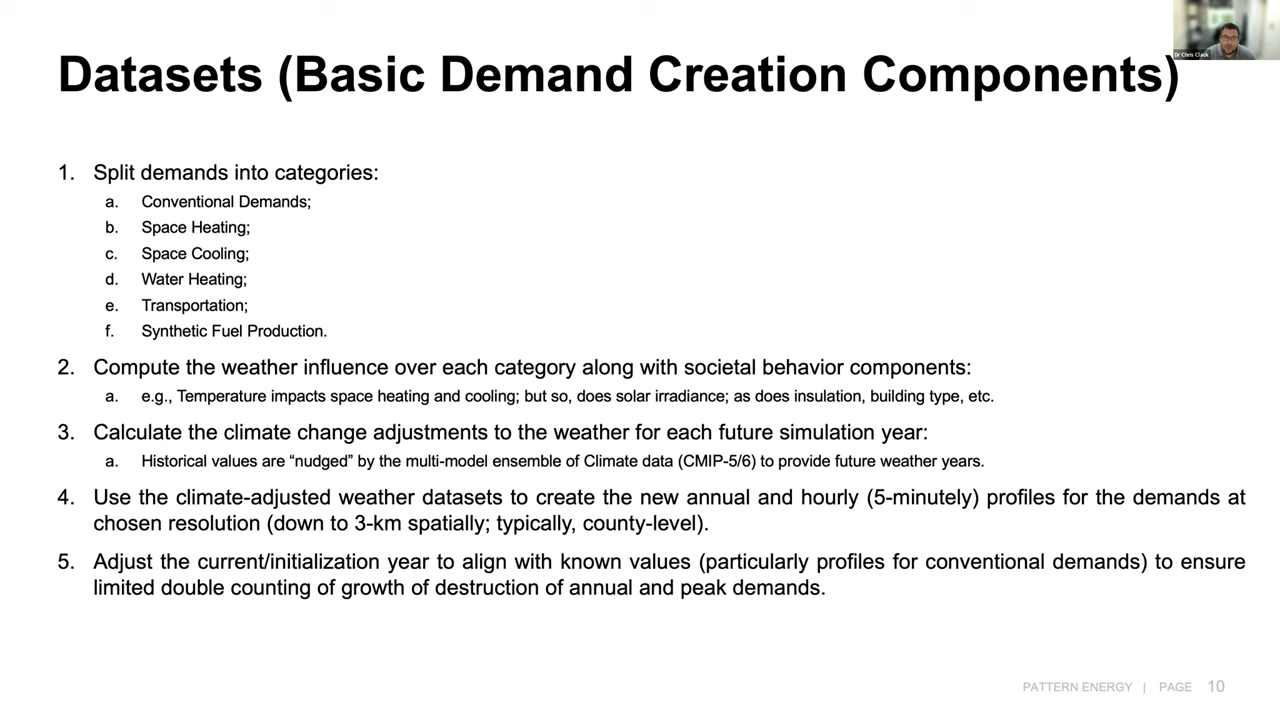 Dr Chris Clack
Datasets (Basic Demand Creation Components)
1. Split demands into categories:
a. Conventional Demands;
b. Space Heating;
c. Space Cooling;
d. Water Heating;
e. Transportation;
f. Synthetic Fuel Production.
2. Compute the weather influence over each category along with societal behavior components:
a. e.g., Temperature impacts space heating and cooling; but so, does solar irradiance; as does insulation, building type, etc.
3. Calculate the climate change adjustments to the weather for each future simulation year:
a. Historical values are “nudged” by the multi-model ensemble of Climate data (CMIP-5/6) to provide future weather years.
4. Use the climate-adjusted weather datasets to create the new annual and hourly (5-minutely) profiles for the demands at
chosen resolution (down to 3-km spatially; typically, county-level).
5. Adjust the current/initialization year to align with known values (particularly profiles for conventional demands) to ensure
limited double counting of growth of destruction of annual and peak demands.
PATTERN ENERGY | PAGE 10